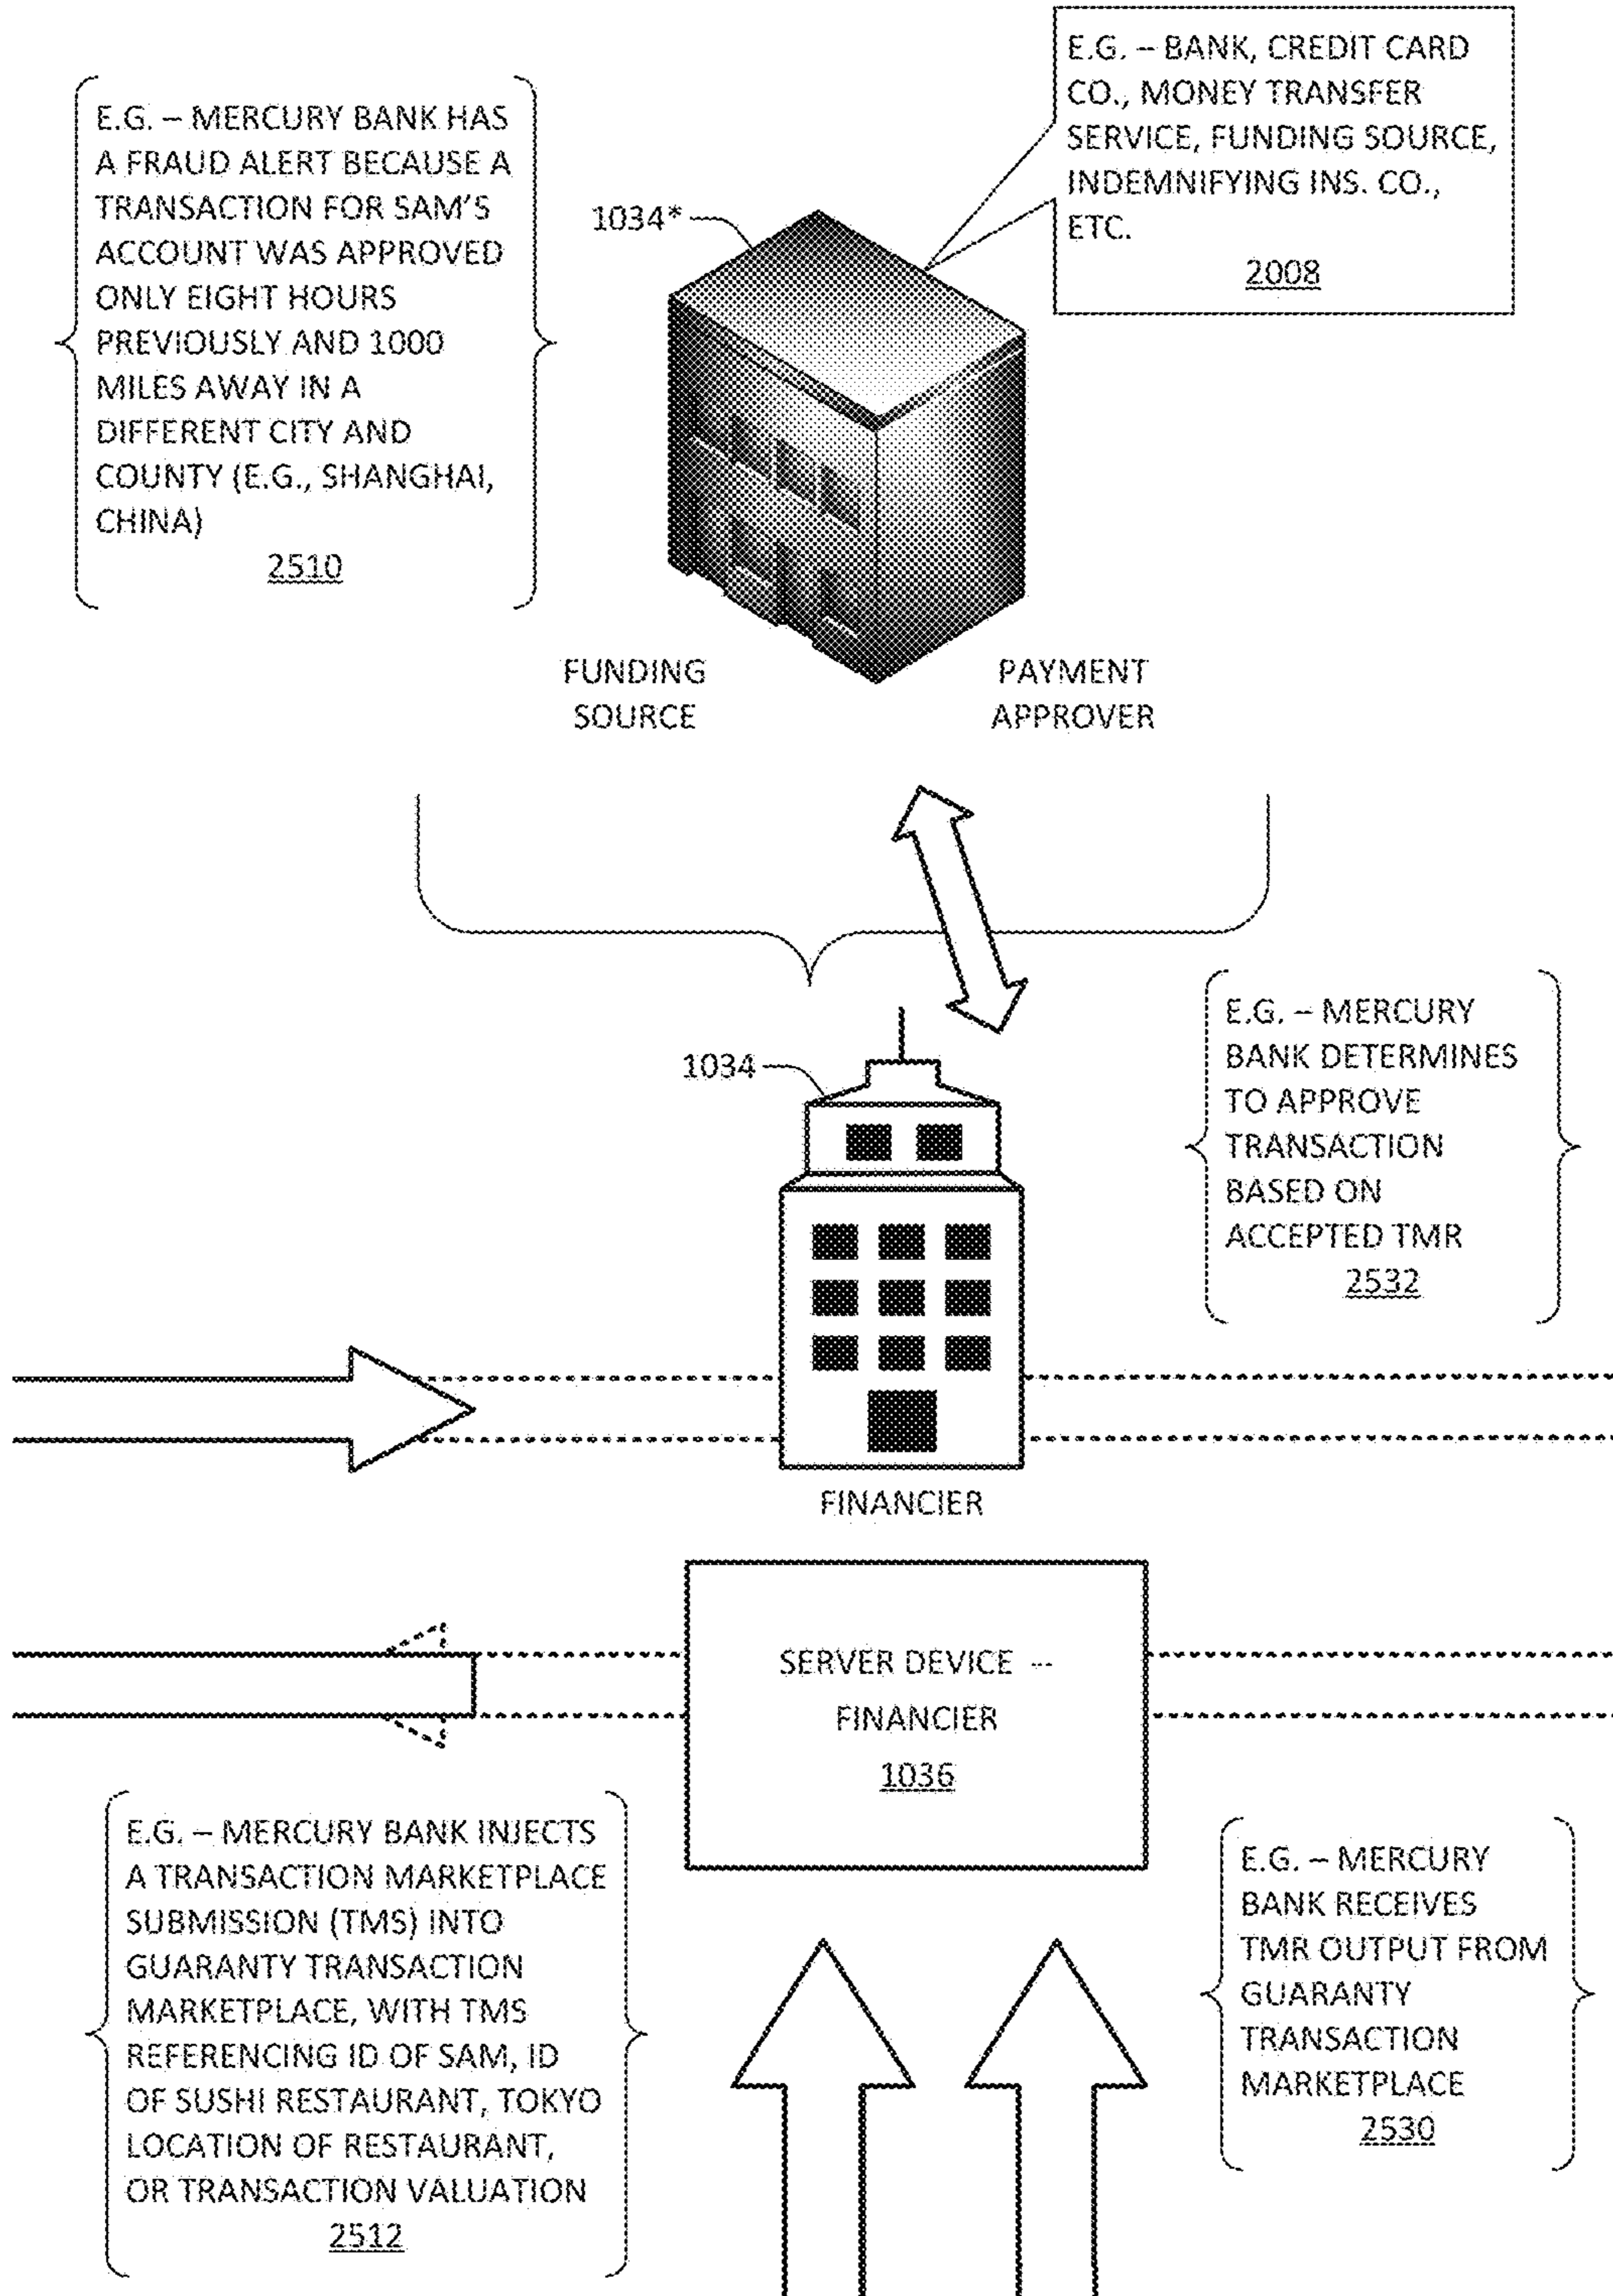 E.G. – BANK, CREDIT CARD
CO., MONEY TRANSFER
SERVICE, FUNDING SOURCE,
INDEMNIFYING INS. CO.,
ETC.
2008
E.G. – MERCURY BANK HAS
A FRAUD ALERT BECAUSE A
TRANSACTION FOR SAM'S
ACCOUNT WAS APPROVED
ONLY EIGHT HOURS
PREVIOUSLY AND 1000
MILES AWAY IN A
DIFFERENT CITY AND
COUNTY (E.G., SHANGHAI,
CHINA)
2510
1034*
FUNDING
SOURCE
PAYMENT
APPROVER
1034
E.G. – MERCURY
BANK DETERMINES
TO APPROVE
TRANSACTION
BASED ON
ACCEPTED TMR
2532
FINANCIER
SERVER DEVICE --
FINANCIER
1036
E.G. – MERCURY BANK INJECTS
A TRANSACTION MARKETPLACE
SUBMISSION (TMS) INTO
GUARANTY TRANSACTION
MARKETPLACE, WITH TMS
REFERENCING ID OF SAM, ID
OF SUSHI RESTAURANT, TOKYO
LOCATION OF RESTAURANT,
OR TRANSACTION VALUATION
2512
E.G. – MERCURY
BANK RECEIVES
TMR OUTPUT FROM
GUARANTY
TRANSACTION
MARKETPLACE
2530